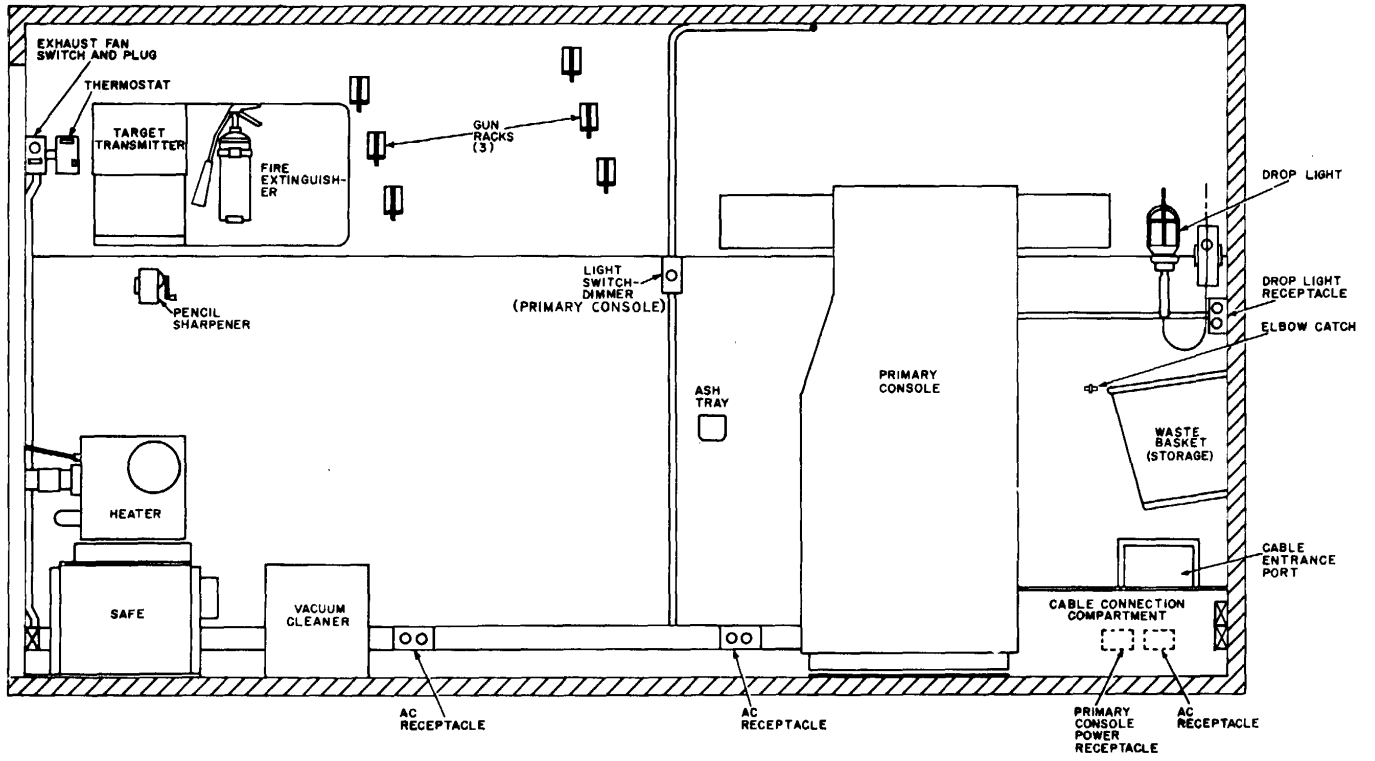 EXHAUST FAN
SWITCH AND PLUG
THERMOSTAT
TARGET
TRANSMITTER
FIRE
EXTINGUISH-
ER
GUN
RACKS
(3)
DROP LIGHT
LIGHT
SWITCH-
DIMMER
(PRIMARY CONSOLE)
DROP LIGHT
RECEPTACLE
PENCIL
SHARPENER
ELBOW CATCH
PRIMARY
CONSOLE
ASH
TRAY
WASTE
BASKET
(STORAGE)
HEATER
CABLE
ENTRANCE
PORT
SAFE
VACUUM
CLEANER
CABLE CONNECTION
COMPARTMENT
AC
RECEPTACLE
AC
RECEPTACLE
PRIMARY
CONSOLE
POWER
RECEPTACLE
AC
RECEPTACLE